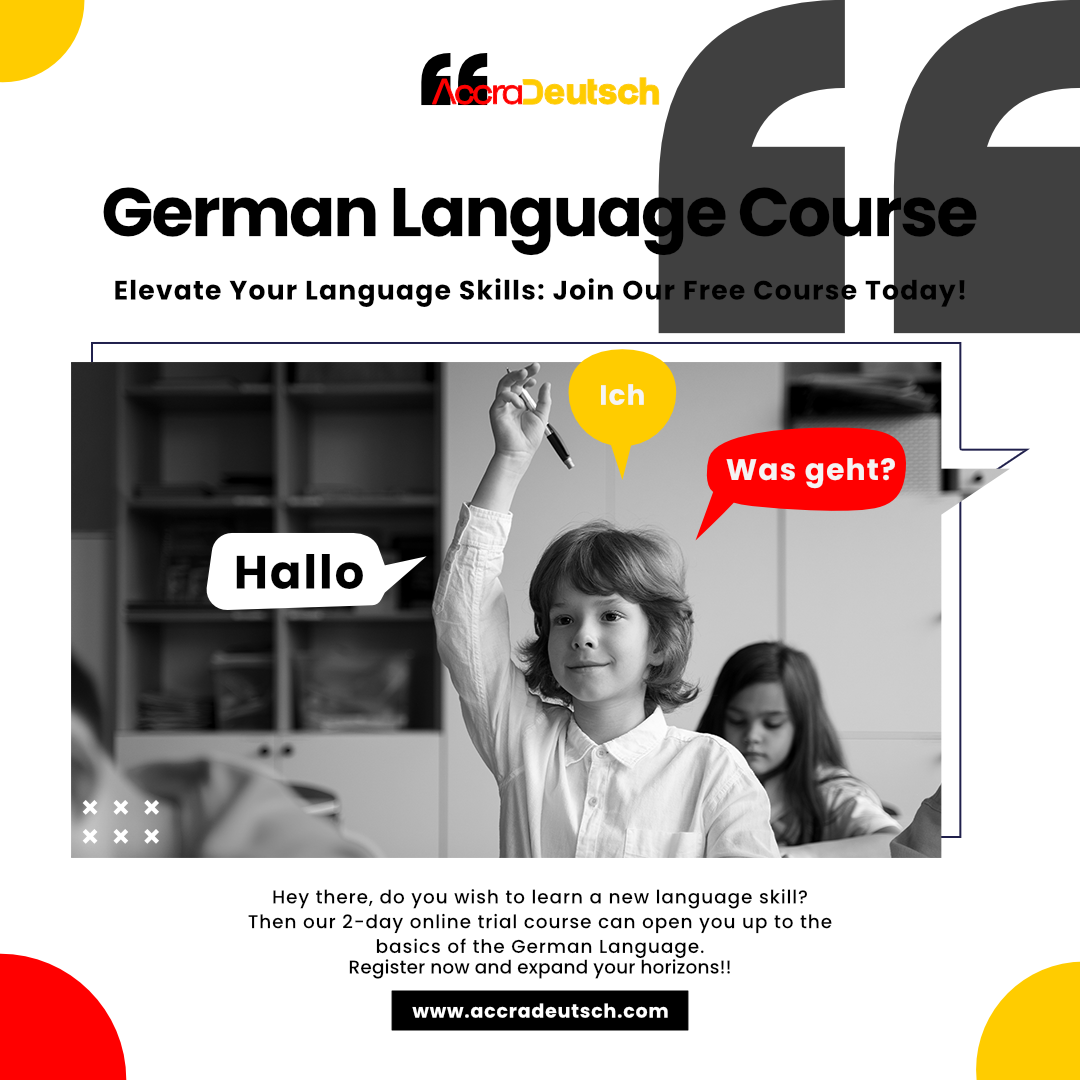 AccraDeutsch
German Language Course
Elevate Your Language Skills: Join Our Free Course Today!
Ich
Was geht?
Hallo
Hey there, do you wish to learn a new language skill?
Then our 2-day online trial course can open you up to the
basics of the German Language.
Register now and expand your horizons!!
www.accradeutsch.com